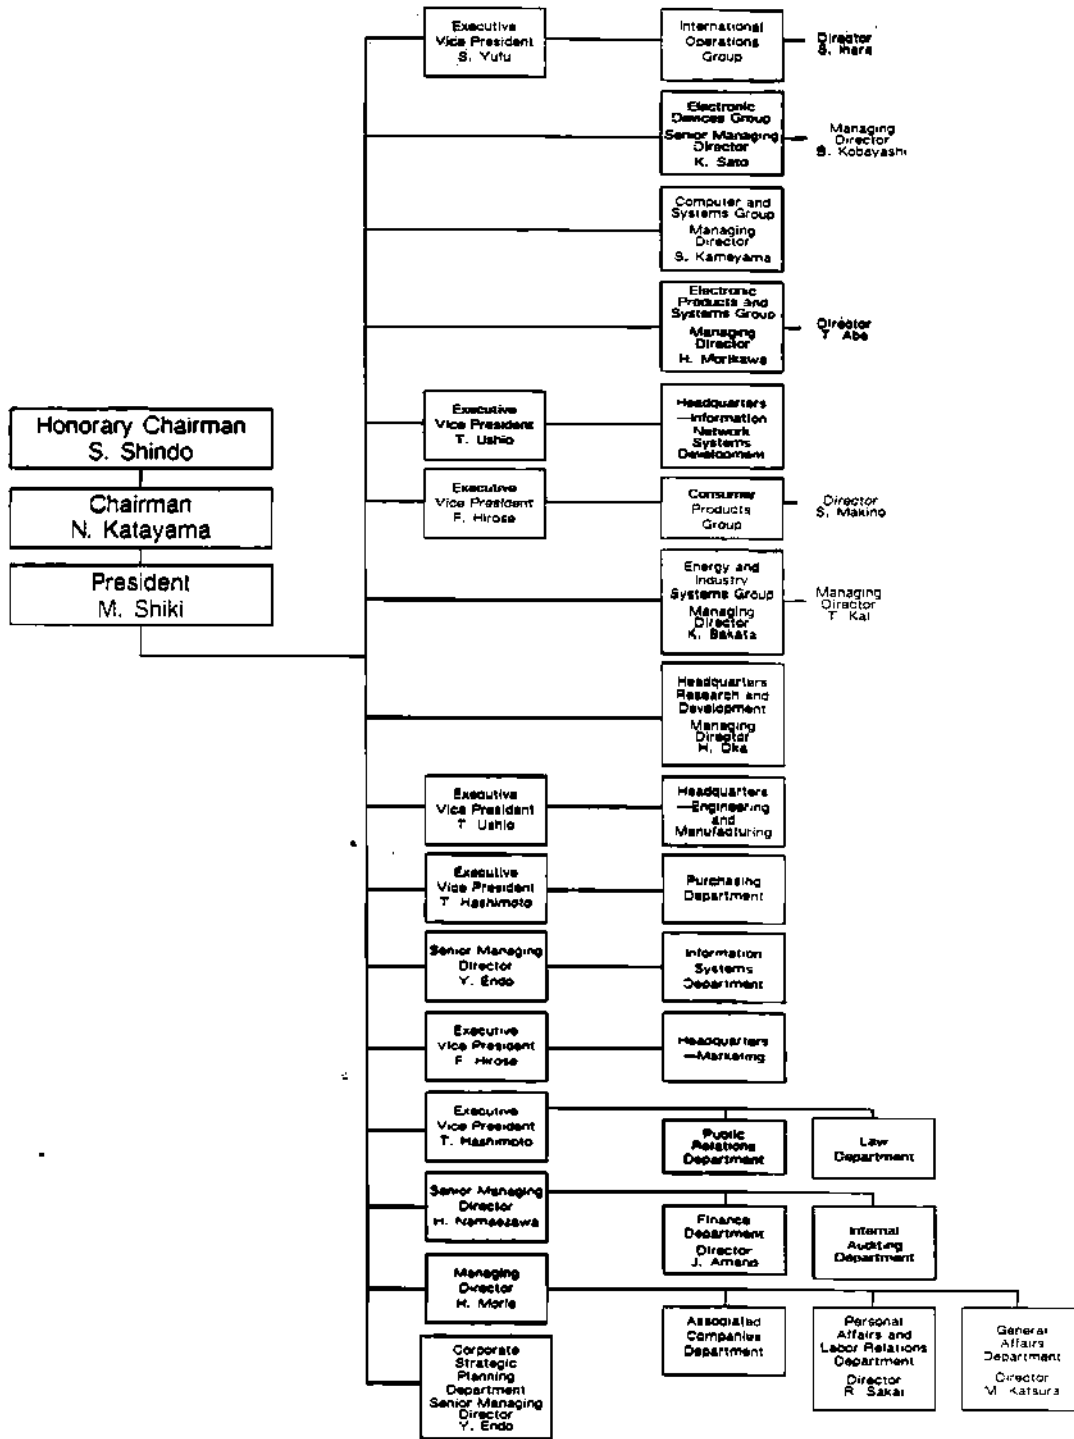 Executive
Vice President
S. Yufu
International
Operations
Group
Director
S. Ihara
Electronic
Devices Group
Senior Managing
Director
K. Sato
Managing
Director
S. Kobayashi
Computer and
Systems Group
Managing
Director
S. Kameyama
Electronic
Products and
Systems Group
Managing
Director
H. Morikawa
Director
T. Abe
Honorary Chairman
S. Shindo
Chairman
N. Katayama
President
M. Shiki
Executive
Vice President
T. Ushio
Headquarters
—Information
Network
Systems
Development
Executive
Vice President
F. Hirose
Consumer
Products
Group
Director
S. Makino
Energy and
Industry
Systems Group
Managing
Director
K. Sakata
Managing
Director
T. Kai
Headquarters
Research and
Development
Managing
Director
H. Oka
Executive
Vice President
T. Ushio
Headquarters
—Engineering
and
Manufacturing
Executive
Vice President
T. Hashimoto
Purchasing
Department
Senior Managing
Director
Y. Endo
Information
Systems
Department
Executive
Vice President
F. Hirose
Headquarters
—Marketing
Executive
Vice President
T. Hashimoto
Public
Relations
Department
Law
Department
Senior Managing
Director
H. Namaezawa
Finance
Department
Director
J. Amano
Internal
Auditing
Department
Managing
Director
H. Morie
Associated
Companies
Department
Personal
Affairs and
Labor Relations
Department
Director
R. Sakai
General
Affairs
Department
Director
M. Katsura
Corporate
Strategic
Planning
Department
Senior Managing
Director
Y. Endo